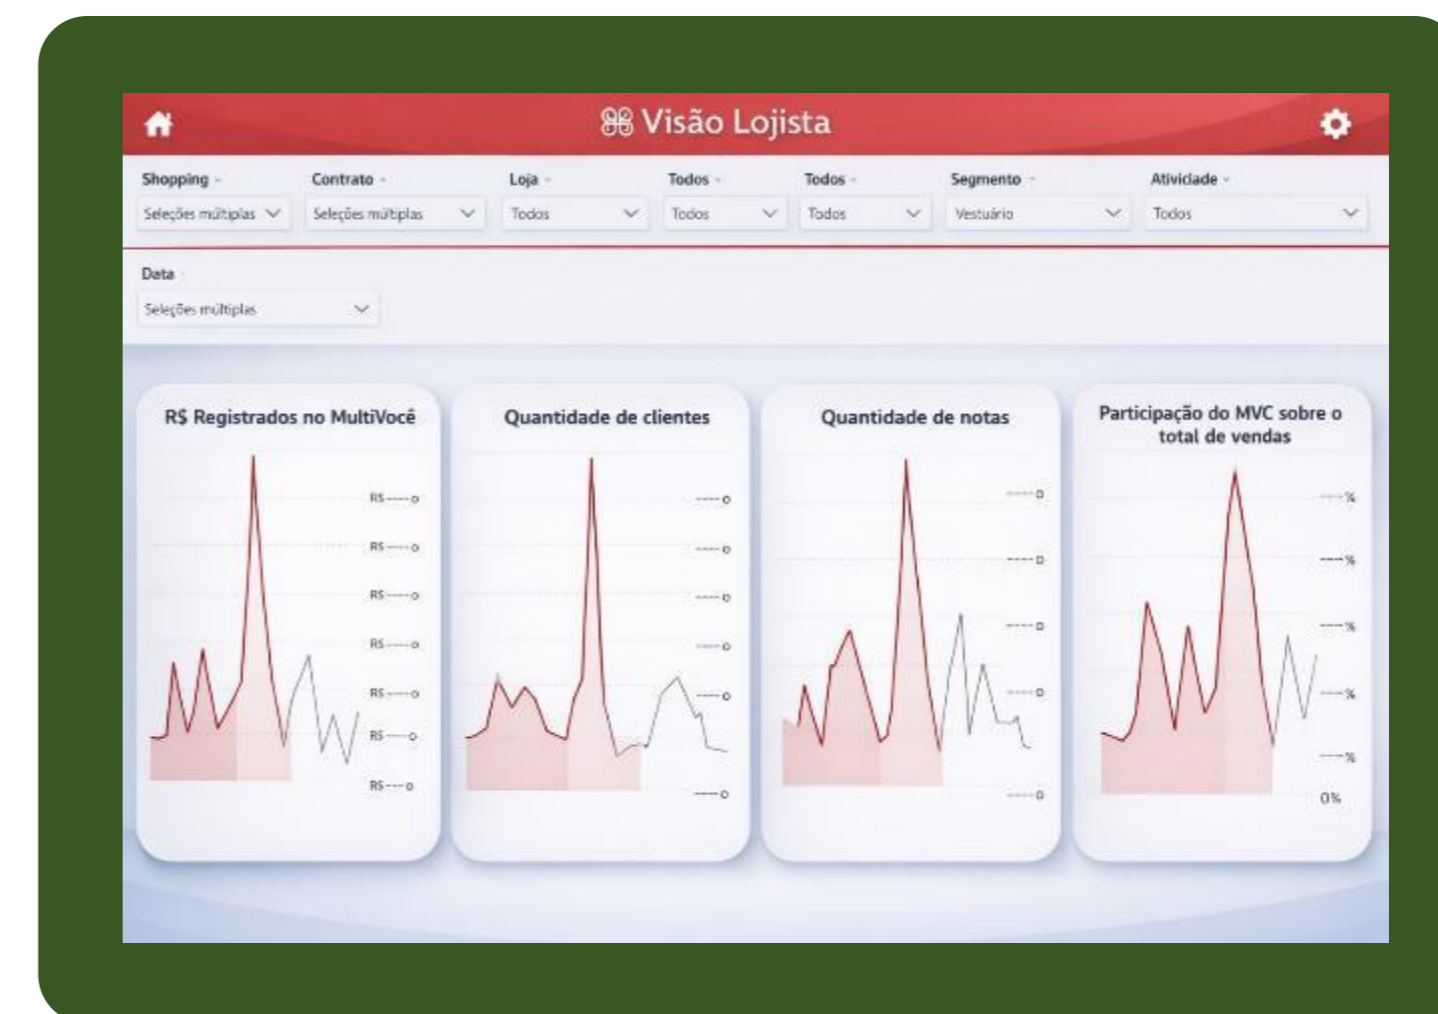 Visão Lojista
Shopping Contrato Loja Todos Todos Segmento Atividade
Seleções múltiplas Seleções múltiplas Todos Todos Todos Vestuário Todos
Data
Seleções múltiplas
R$ Registrados no MultiVocê
R$----o
R$----o
R$----o
R$----o
R$----o
R$----o
R$----o
Quantidade de clientes
----o
----o
----o
----o
----o
----o
Quantidade de notas
----o
----o
----o
----o
----o
Participação do MVC sobre o
total de vendas
----%
----%
----%
----%
----%
0%